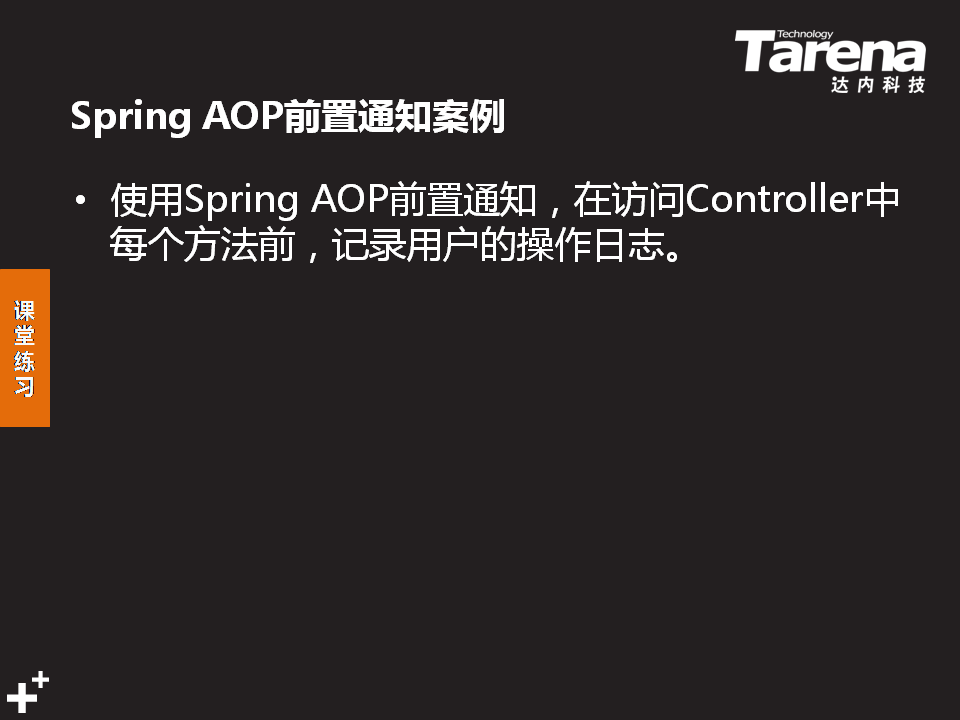 Technology
Tarena
达内科技
Spring AOP前置通知案例
• 使用Spring AOP前置通知，在访问Controller中
每个方法前，记录用户的操作日志。
课
堂
练
习